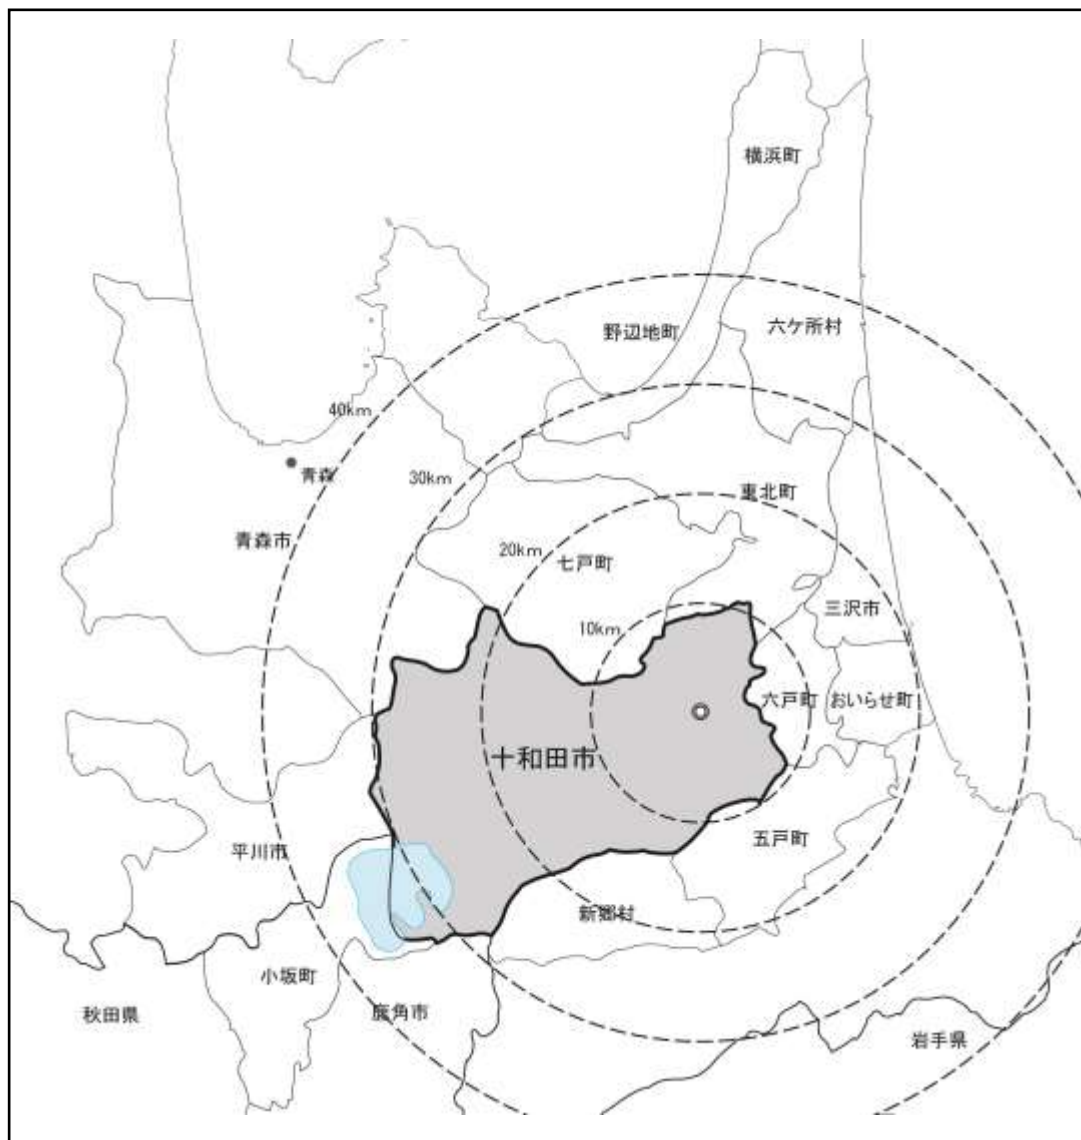 横浜町
六ケ所村
野辺地町
40km
青森
30km
東北町
青森市
20km
七戸町
三沢市
10km
六戸町
おいらせ町
十和田市
五戸町
平川市
新郷村
小坂町
秋田県
鹿角市
岩手県